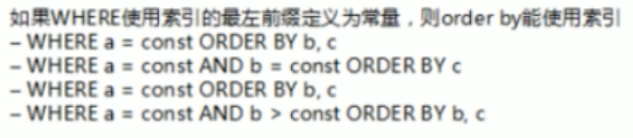 如果WHERE使用索引的最左前缀定义为常量，则order by能使用索引
– WHERE a = const ORDER BY b, c
– WHERE a = const AND b = const ORDER BY c
– WHERE a = const ORDER BY b, c
– WHERE a = const AND b > const ORDER BY b, c